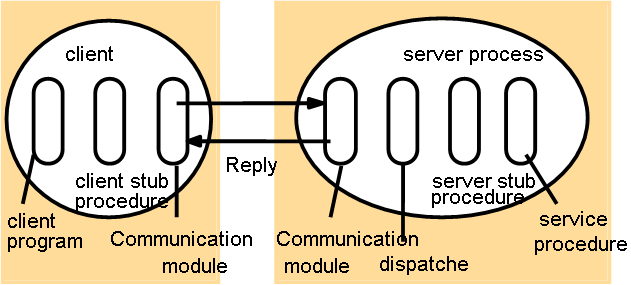 client
server process
Reply
client stub
procedure
server stub
procedure
client
program
Communication
module
Communication
module
dispatche
service
procedure